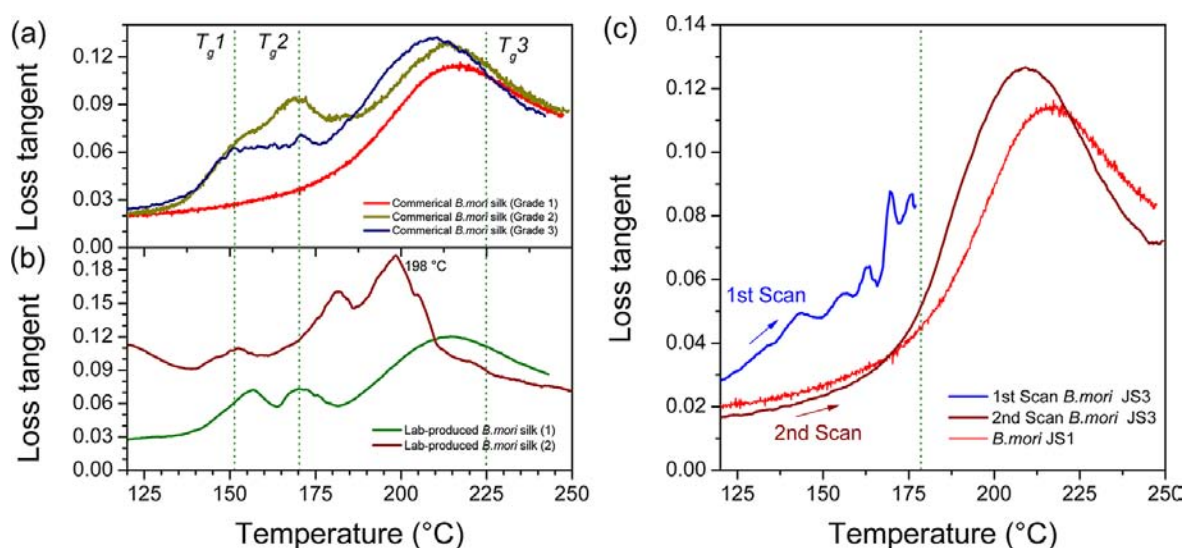 (a)
Tg1
Tg2
Tg3
Loss tangent
0.12
0.09
0.06
0.03
0.00
Commerical B.mori silk (Grade 1)
Commerical B.mori silk (Grade 2)
Commerical B.mori silk (Grade 3)
(b)
Loss tangent
0.18
0.15
0.12
0.09
0.06
0.03
0.00
198 °C
Lab-produced B.mori silk (1)
Lab-produced B.mori silk (2)
125 150 175 200 225 250
Temperature (°C)
(c)
Loss tangent
0.14
0.12
0.10
0.08
0.06
0.04
0.02
0.00
1st Scan
2nd Scan
1st Scan B.mori JS3
2nd Scan B.mori JS3
B.mori JS1
125 150 175 200 225 250
Temperature (°C)